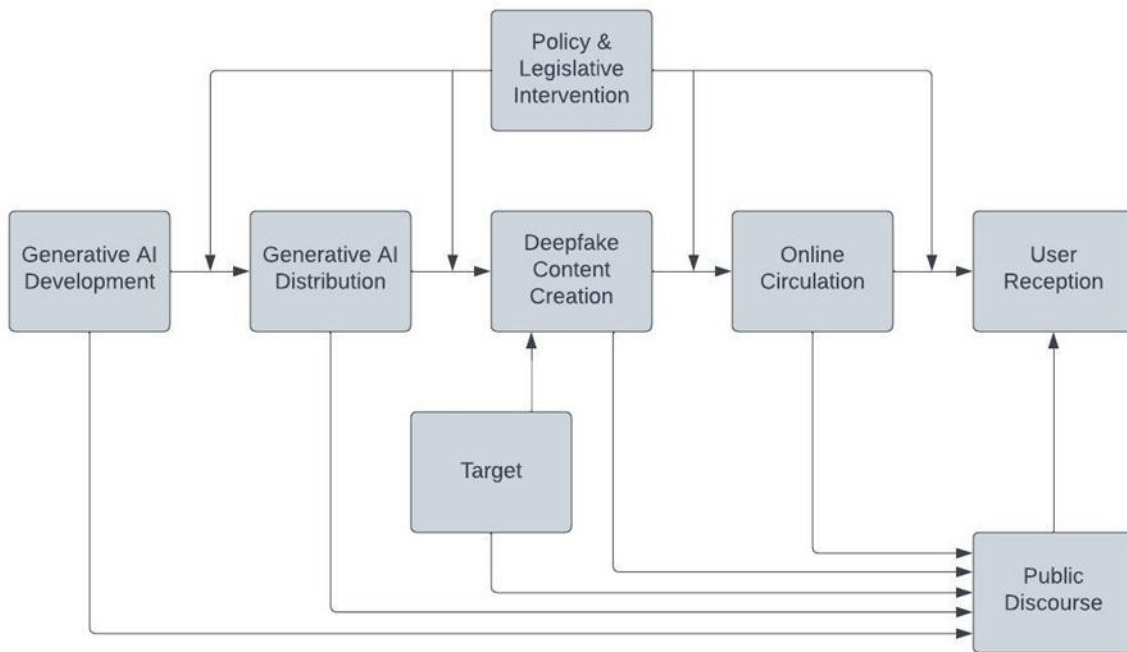 Policy &
Legislative
Intervention
Generative AI
Development
Generative AI
Distribution
Deepfake
Content
Creation
Online
Circulation
User
Reception
Target
Public
Discourse